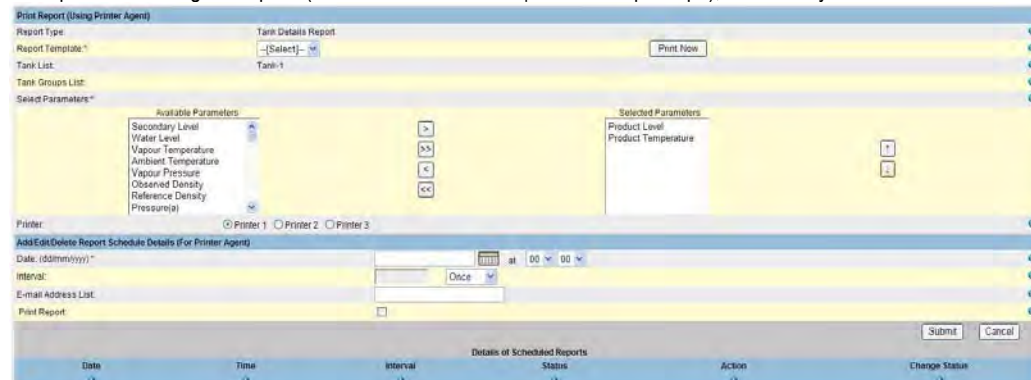 Print Report (Using Printer Agent)
Report Type: Tank Details Report
Report Template:* --[Select]-- Print Now
Tank List: Tank-1
Tank Groups List:
Select Parameters:*
Available Parameters Selected Parameters
Secondary Level > Product Level
Water Level Product Temperature
Vapour Temperature >> ↑
Ambient Temperature
Vapour Pressure < ↓
Observed Density
Reference Density <<
Pressure(a)
Printer: Printer 1 Printer 2 Printer 3
Add/Edit/Delete Report Schedule Details (For Printer Agent)
Date: (dd/mm/yyyy) * at 00 00
Interval: Once
E-mail Address List:
Print Report:
Submit Cancel
Details of Scheduled Reports
Date Time Interval Status Action Change Status